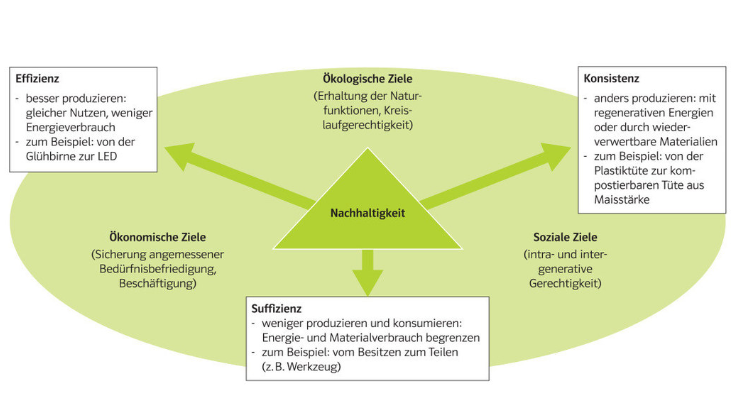 Effizienz
- besser produzieren:
gleicher Nutzen, weniger
Energieverbrauch
- zum Beispiel: von der
Glühbirne zur LED
Ökologische Ziele
(Erhaltung der Natur-
funktionen, Kreis-
laufgerechtigkeit)
Konsistenz
- anders produzieren: mit
regenerativen Energien
oder durch wieder-
verwertbare Materialien
- zum Beispiel: von der
Plastiktüte zur kom-
postierbaren Tüte aus
Maisstärke
Nachhaltigkeit
Ökonomische Ziele
(Sicherung angemessener
Bedürfnisbefriedigung,
Beschäftigung)
Soziale Ziele
(intra- und inter-
generative
Gerechtigkeit)
Suffizienz
- weniger produzieren und konsumieren:
Energie- und Materialverbrauch begrenzen
- zum Beispiel: vom Besitzen zum Teilen
(z. B. Werkzeug)